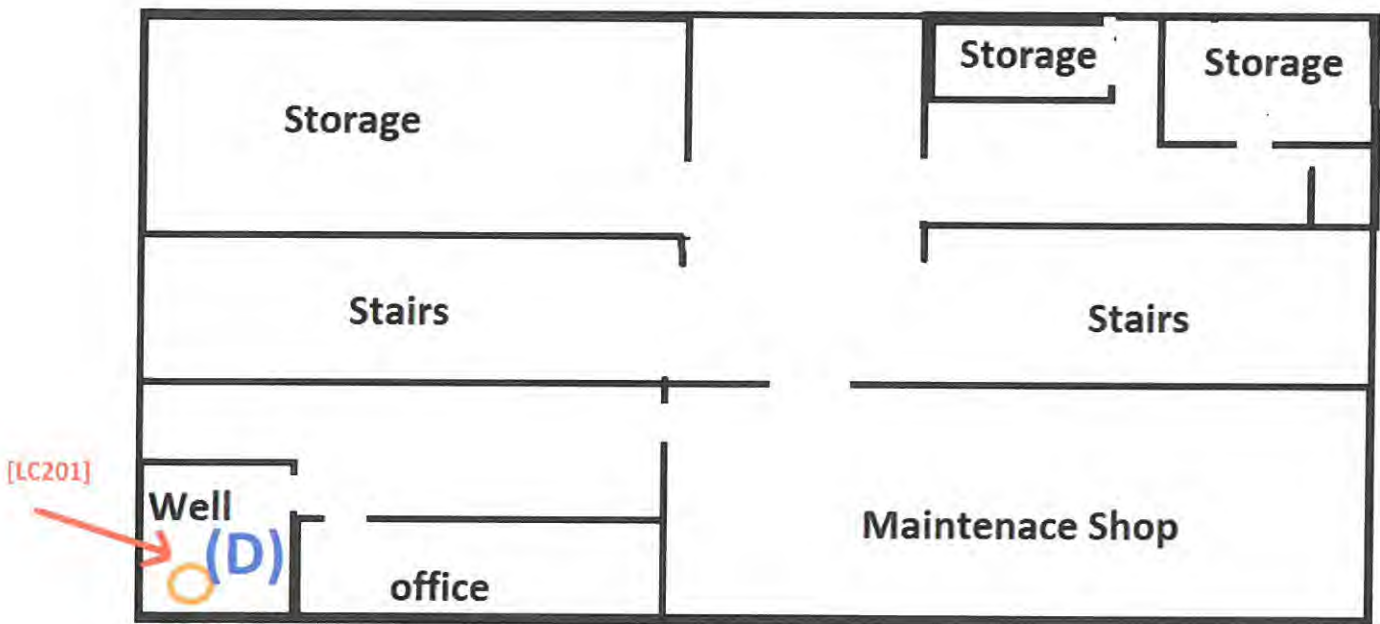 Storage
Storage
Storage
Stairs
Stairs
[LC201]
Well
(D)
Maintenace Shop
office